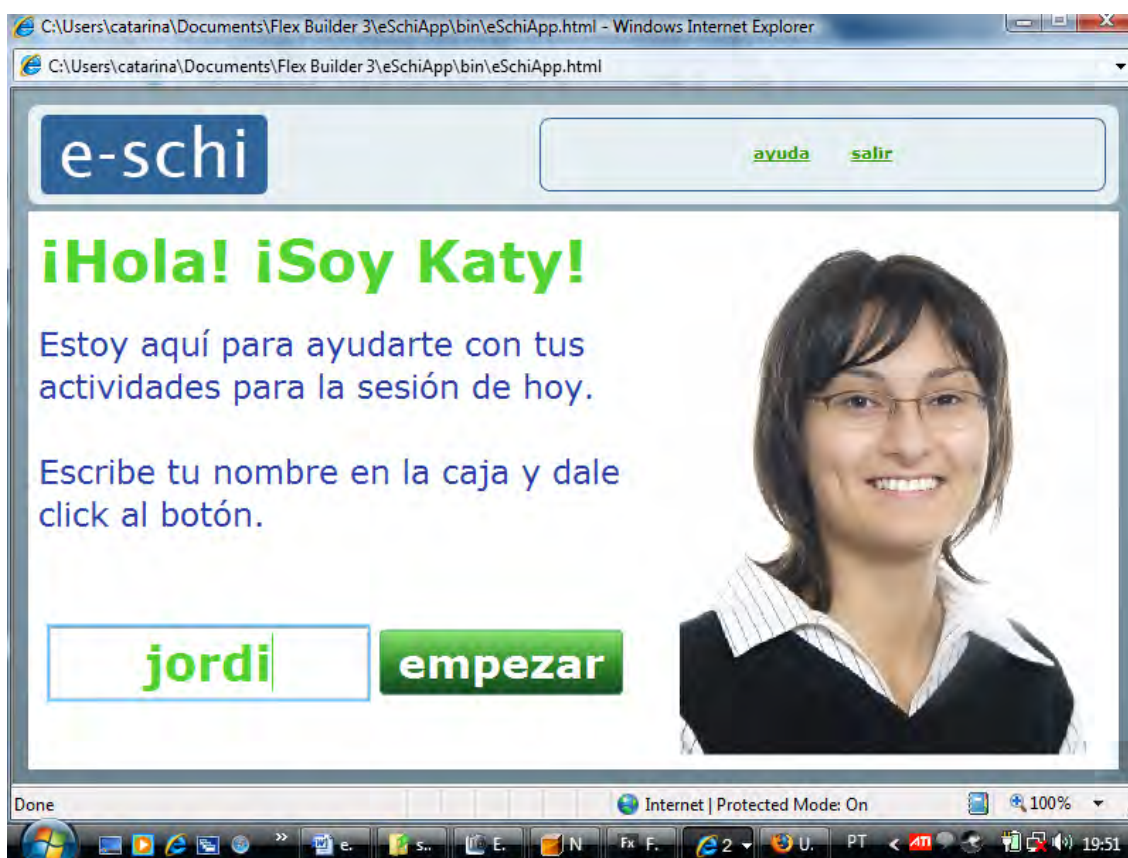 C:\Users\catarina\Documents\Flex Builder 3\eSchiApp\bin\eSchiApp.html - Windows Internet Explorer
C:\Users\catarina\Documents\Flex Builder 3\eSchiApp\bin\eSchiApp.html
e-schi
ayuda salir
¡Hola! ¡Soy Katy!
Estoy aquí para ayudarte con tus
actividades para la sesión de hoy.
Escribe tu nombre en la caja y dale
click al botón.
jordi empezar
Done Internet | Protected Mode: On 100%
e. s.. E. N Fx F. 2 U. PT ATI 19:51